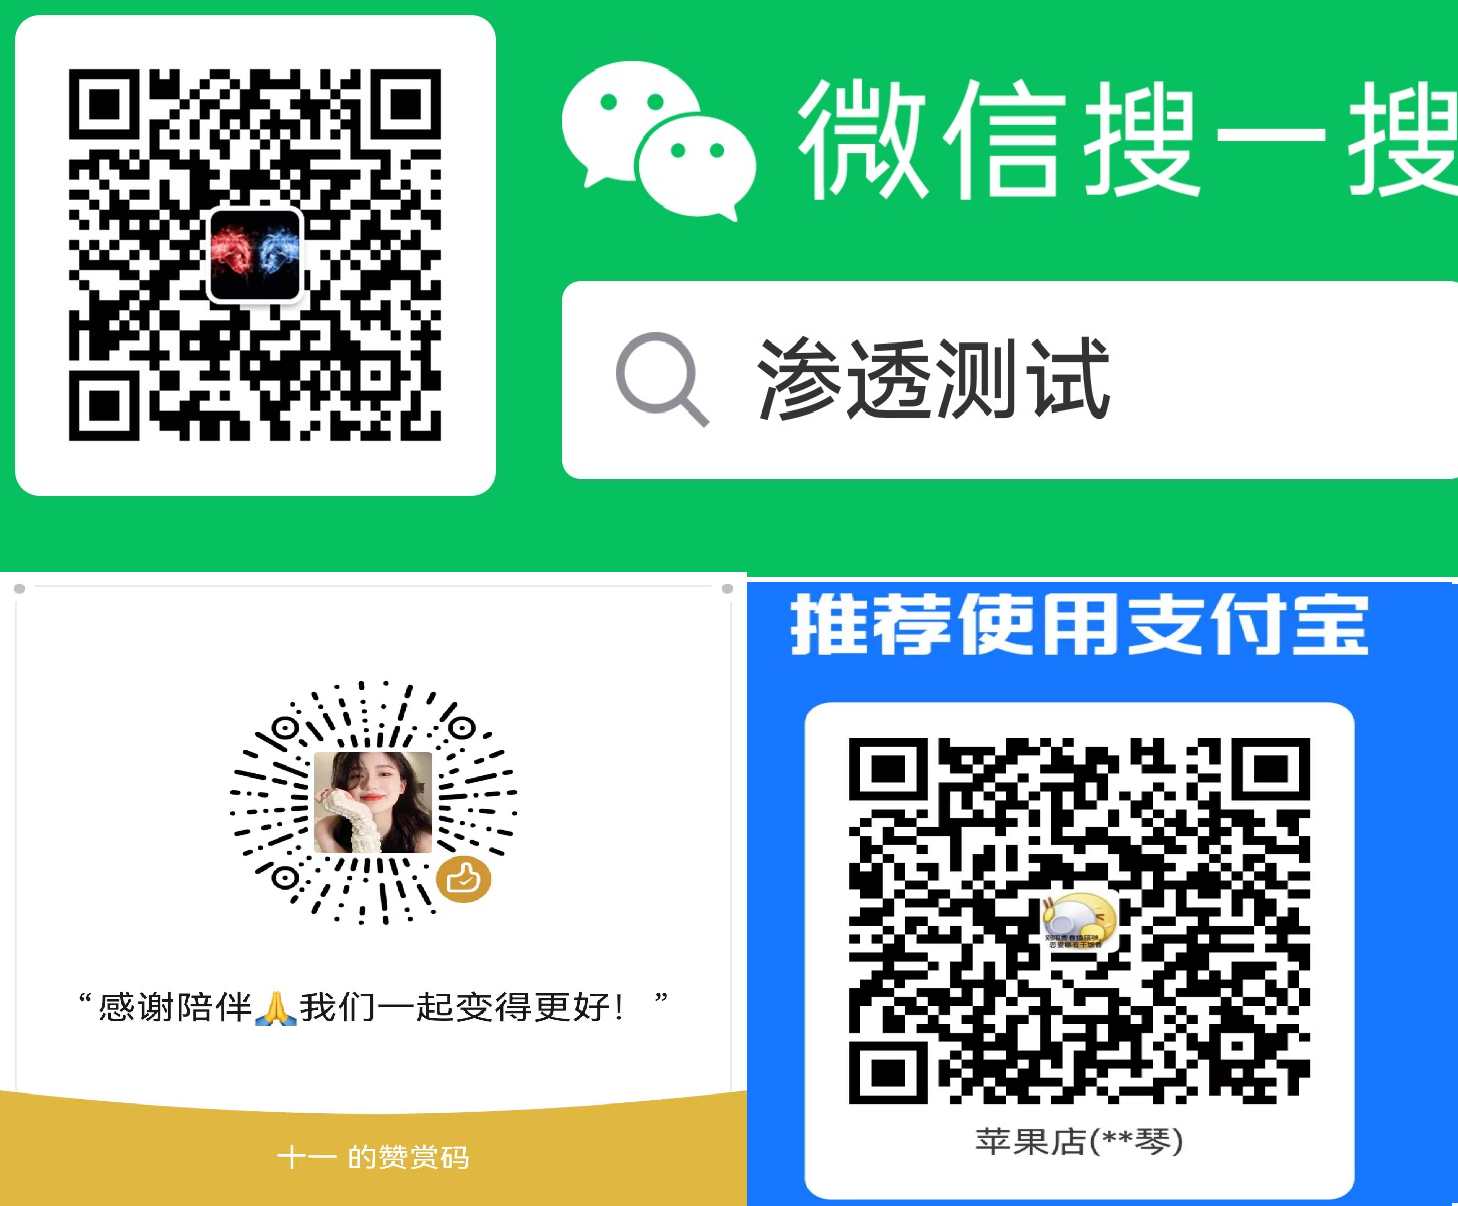 微信搜一搜
渗透测试
“感谢陪伴🙏我们一起变得更好！”
十一 的赞赏码
推荐使用支付宝
苹果店(**琴)